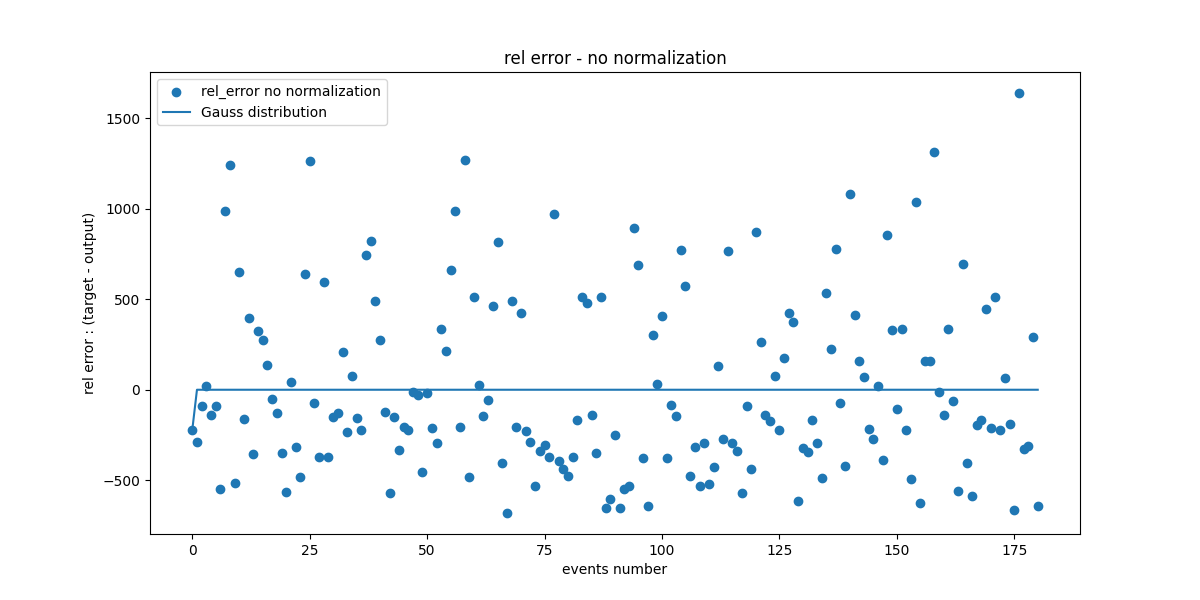 rel error - no normalization
rel_error no normalization
Gauss distribution
rel error : (target - output)
1500
1000
500
0
−500
0 25 50 75 100 125 150 175
events number